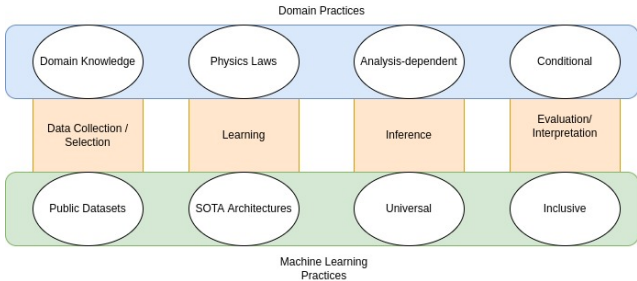 Domain Practices
Domain Knowledge
Physics Laws
Analysis-dependent
Conditional
Data Collection /
Selection
Learning
Inference
Evaluation/
Interpretation
Public Datasets
SOTA Architectures
Universal
Inclusive
Machine Learning
Practices